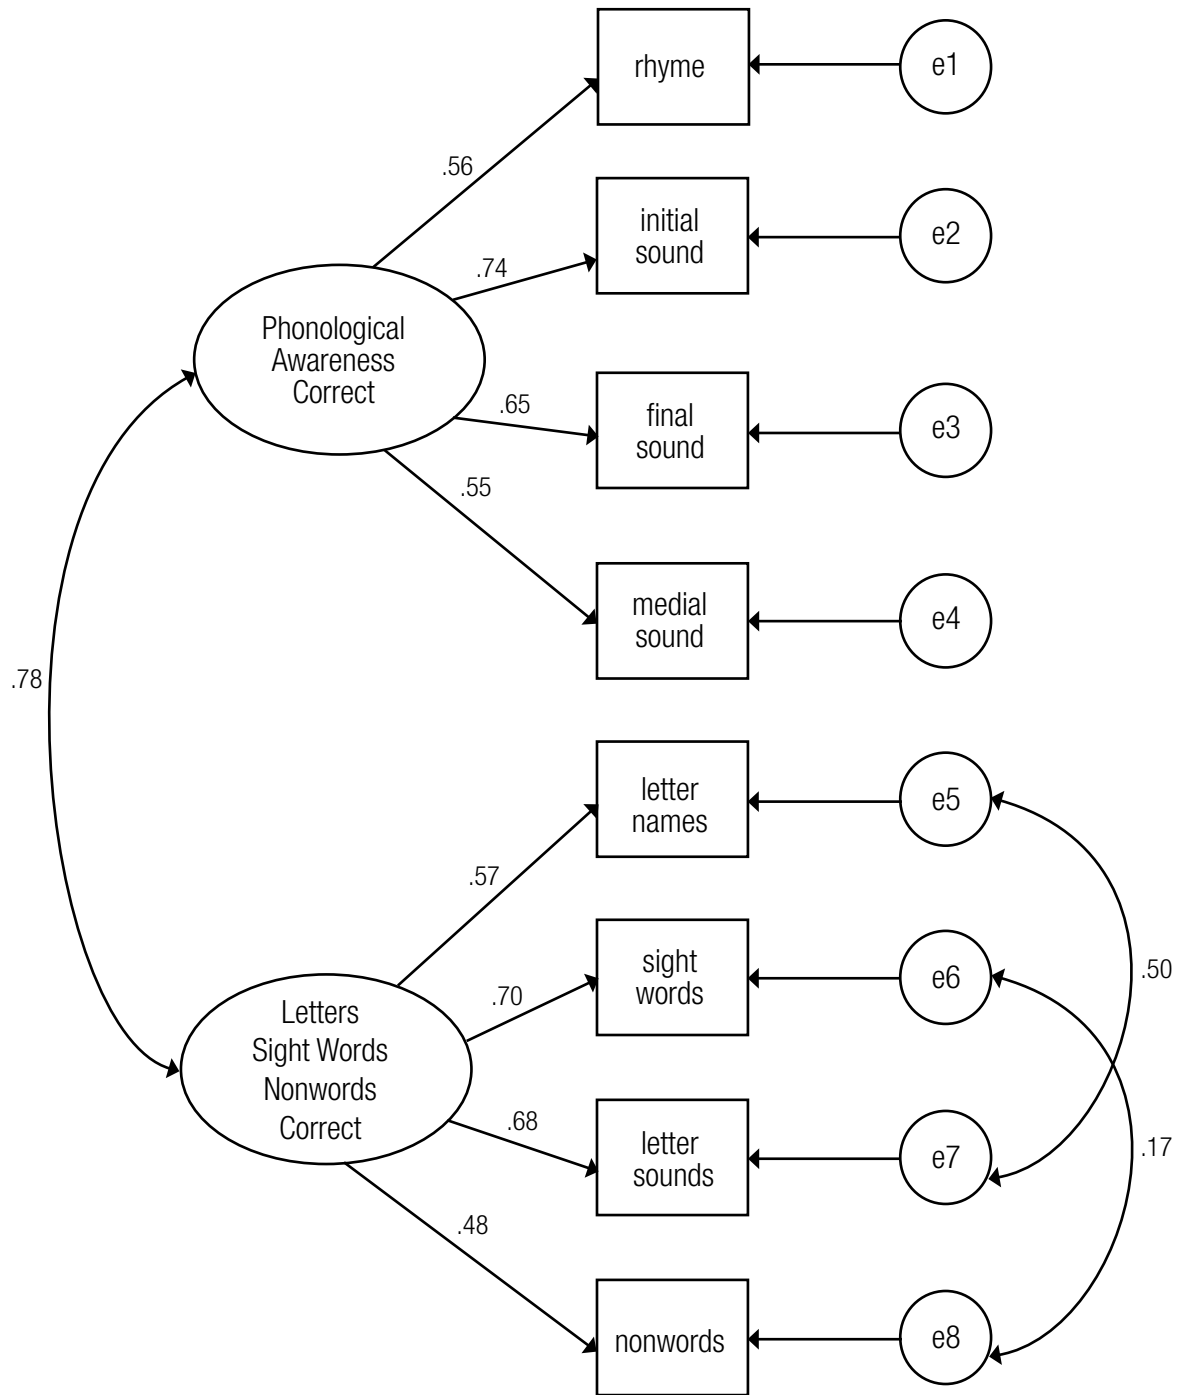 rhyme
e1
.56
initial
sound
e2
.74
Phonological
Awareness
Correct
.65
final
sound
e3
.55
medial
sound
e4
.78
letter
names
e5
.57
sight
words
e6
.50
.70
Letters
Sight Words
Nonwords
Correct
.68
letter
sounds
e7
.17
.48
nonwords
e8